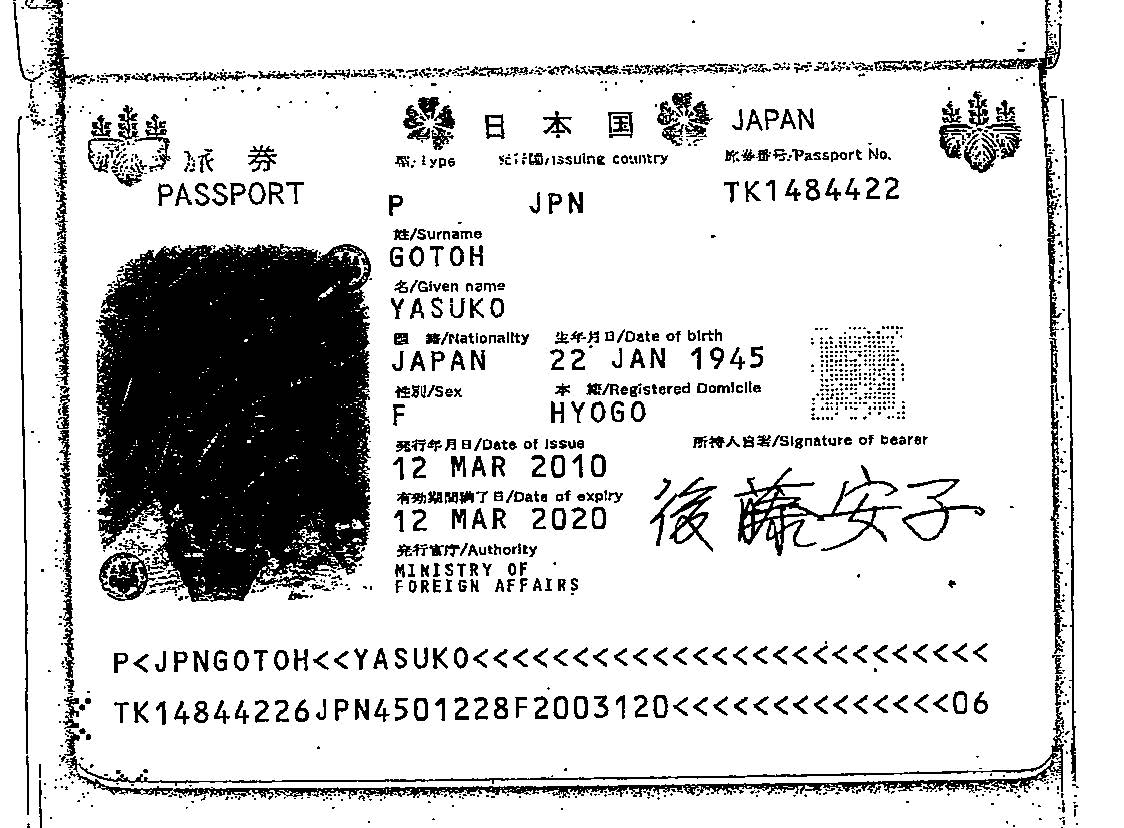 日本国 JAPAN
旅券
PASSPORT
型/Type 発行国/Issuing country 旅券番号/Passport No.
P JPN TK1484422
姓/Surname
GOTOH
名/Given name
YASUKO
国 籍/Nationality 生年月日/Date of birth
JAPAN 22 JAN 1945
性別/Sex 本 籍/Registered Domicile
F HYOGO
発行年月日/Date of issue 所持人自署/Signature of bearer
12 MAR 2010
有効期間満了日/Date of expiry
12 MAR 2020 後藤安子
発行官庁/Authority
MINISTRY OF
FOREIGN AFFAIRS
P<JPNGOTOH<<YASUKO<<<<<<<<<<<<<<<<<<<<<<<<<<
TK14844226JPN4501228F2003120<<<<<<<<<<<<<<06